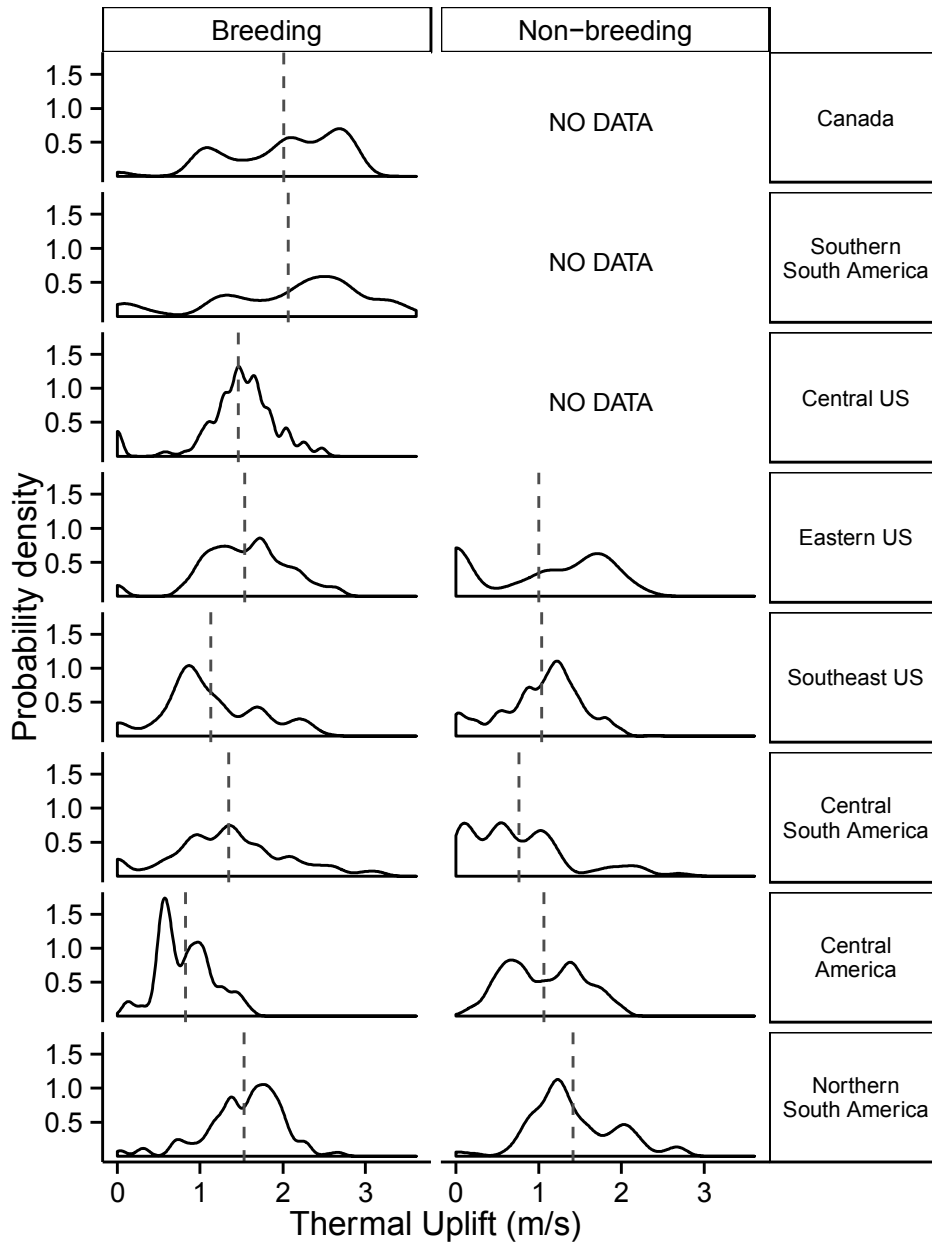 Breeding
Non−breeding
1.5
1.0
0.5
NO DATA
Canada
1.5
1.0
0.5
NO DATA
Southern
South America
1.5
1.0
0.5
NO DATA
Central US
1.5
1.0
0.5
Eastern US
1.5
1.0
0.5
Southeast US
1.5
1.0
0.5
Central
South America
1.5
1.0
0.5
Central
America
1.5
1.0
0.5
Northern
South America
Probability density
0 1 2 3
0 1 2 3
Thermal Uplift (m/s)